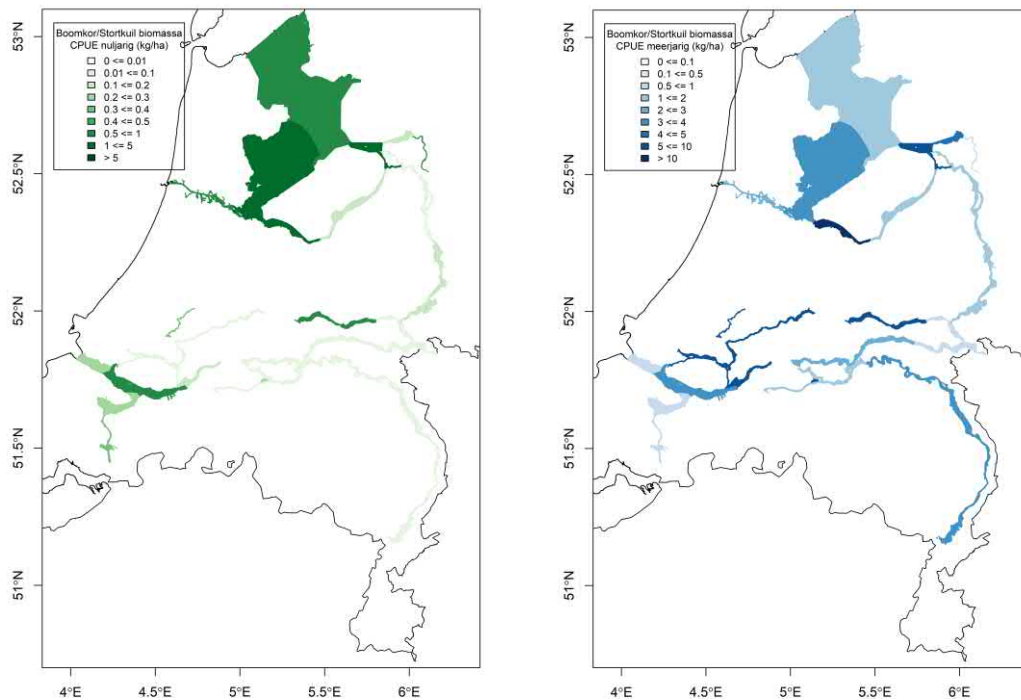 Boomkor/Stortkuil biomassa
CPUE nuljarig (kg/ha)
0 <= 0.01
0.01 <= 0.1
0.1 <= 0.2
0.2 <= 0.3
0.3 <= 0.4
0.4 <= 0.5
0.5 <= 1
1 <= 5
> 5
53°N
52.5°N
52°N
51.5°N
51°N
4°E
4.5°E
5°E
5.5°E
6°E
Boomkor/Stortkuil biomassa
CPUE meerjarig (kg/ha)
0 <= 0.1
0.1 <= 0.5
0.5 <= 1
1 <= 2
2 <= 3
3 <= 4
4 <= 5
5 <= 10
> 10
53°N
52.5°N
52°N
51.5°N
51°N
4°E
4.5°E
5°E
5.5°E
6°E